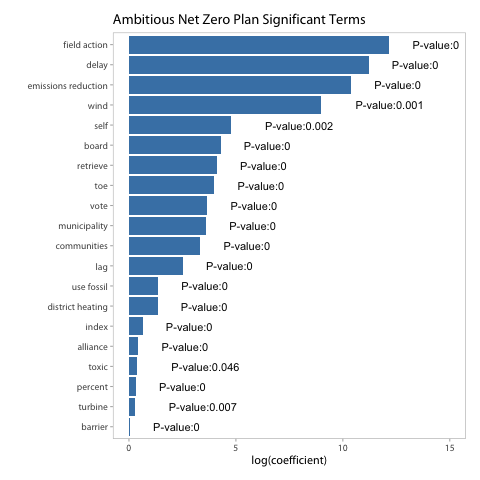 Ambitious Net Zero Plan Significant Terms
field action P-value:0
delay P-value:0
emissions reduction P-value:0
wind P-value:0.001
self P-value:0.002
board P-value:0
retrieve P-value:0
toe P-value:0
vote P-value:0
municipality P-value:0
communities P-value:0
lag P-value:0
use fossil P-value:0
district heating P-value:0
index P-value:0
alliance P-value:0
toxic P-value:0.046
percent P-value:0
turbine P-value:0.007
barrier P-value:0
0 5 10 15
log(coefficient)